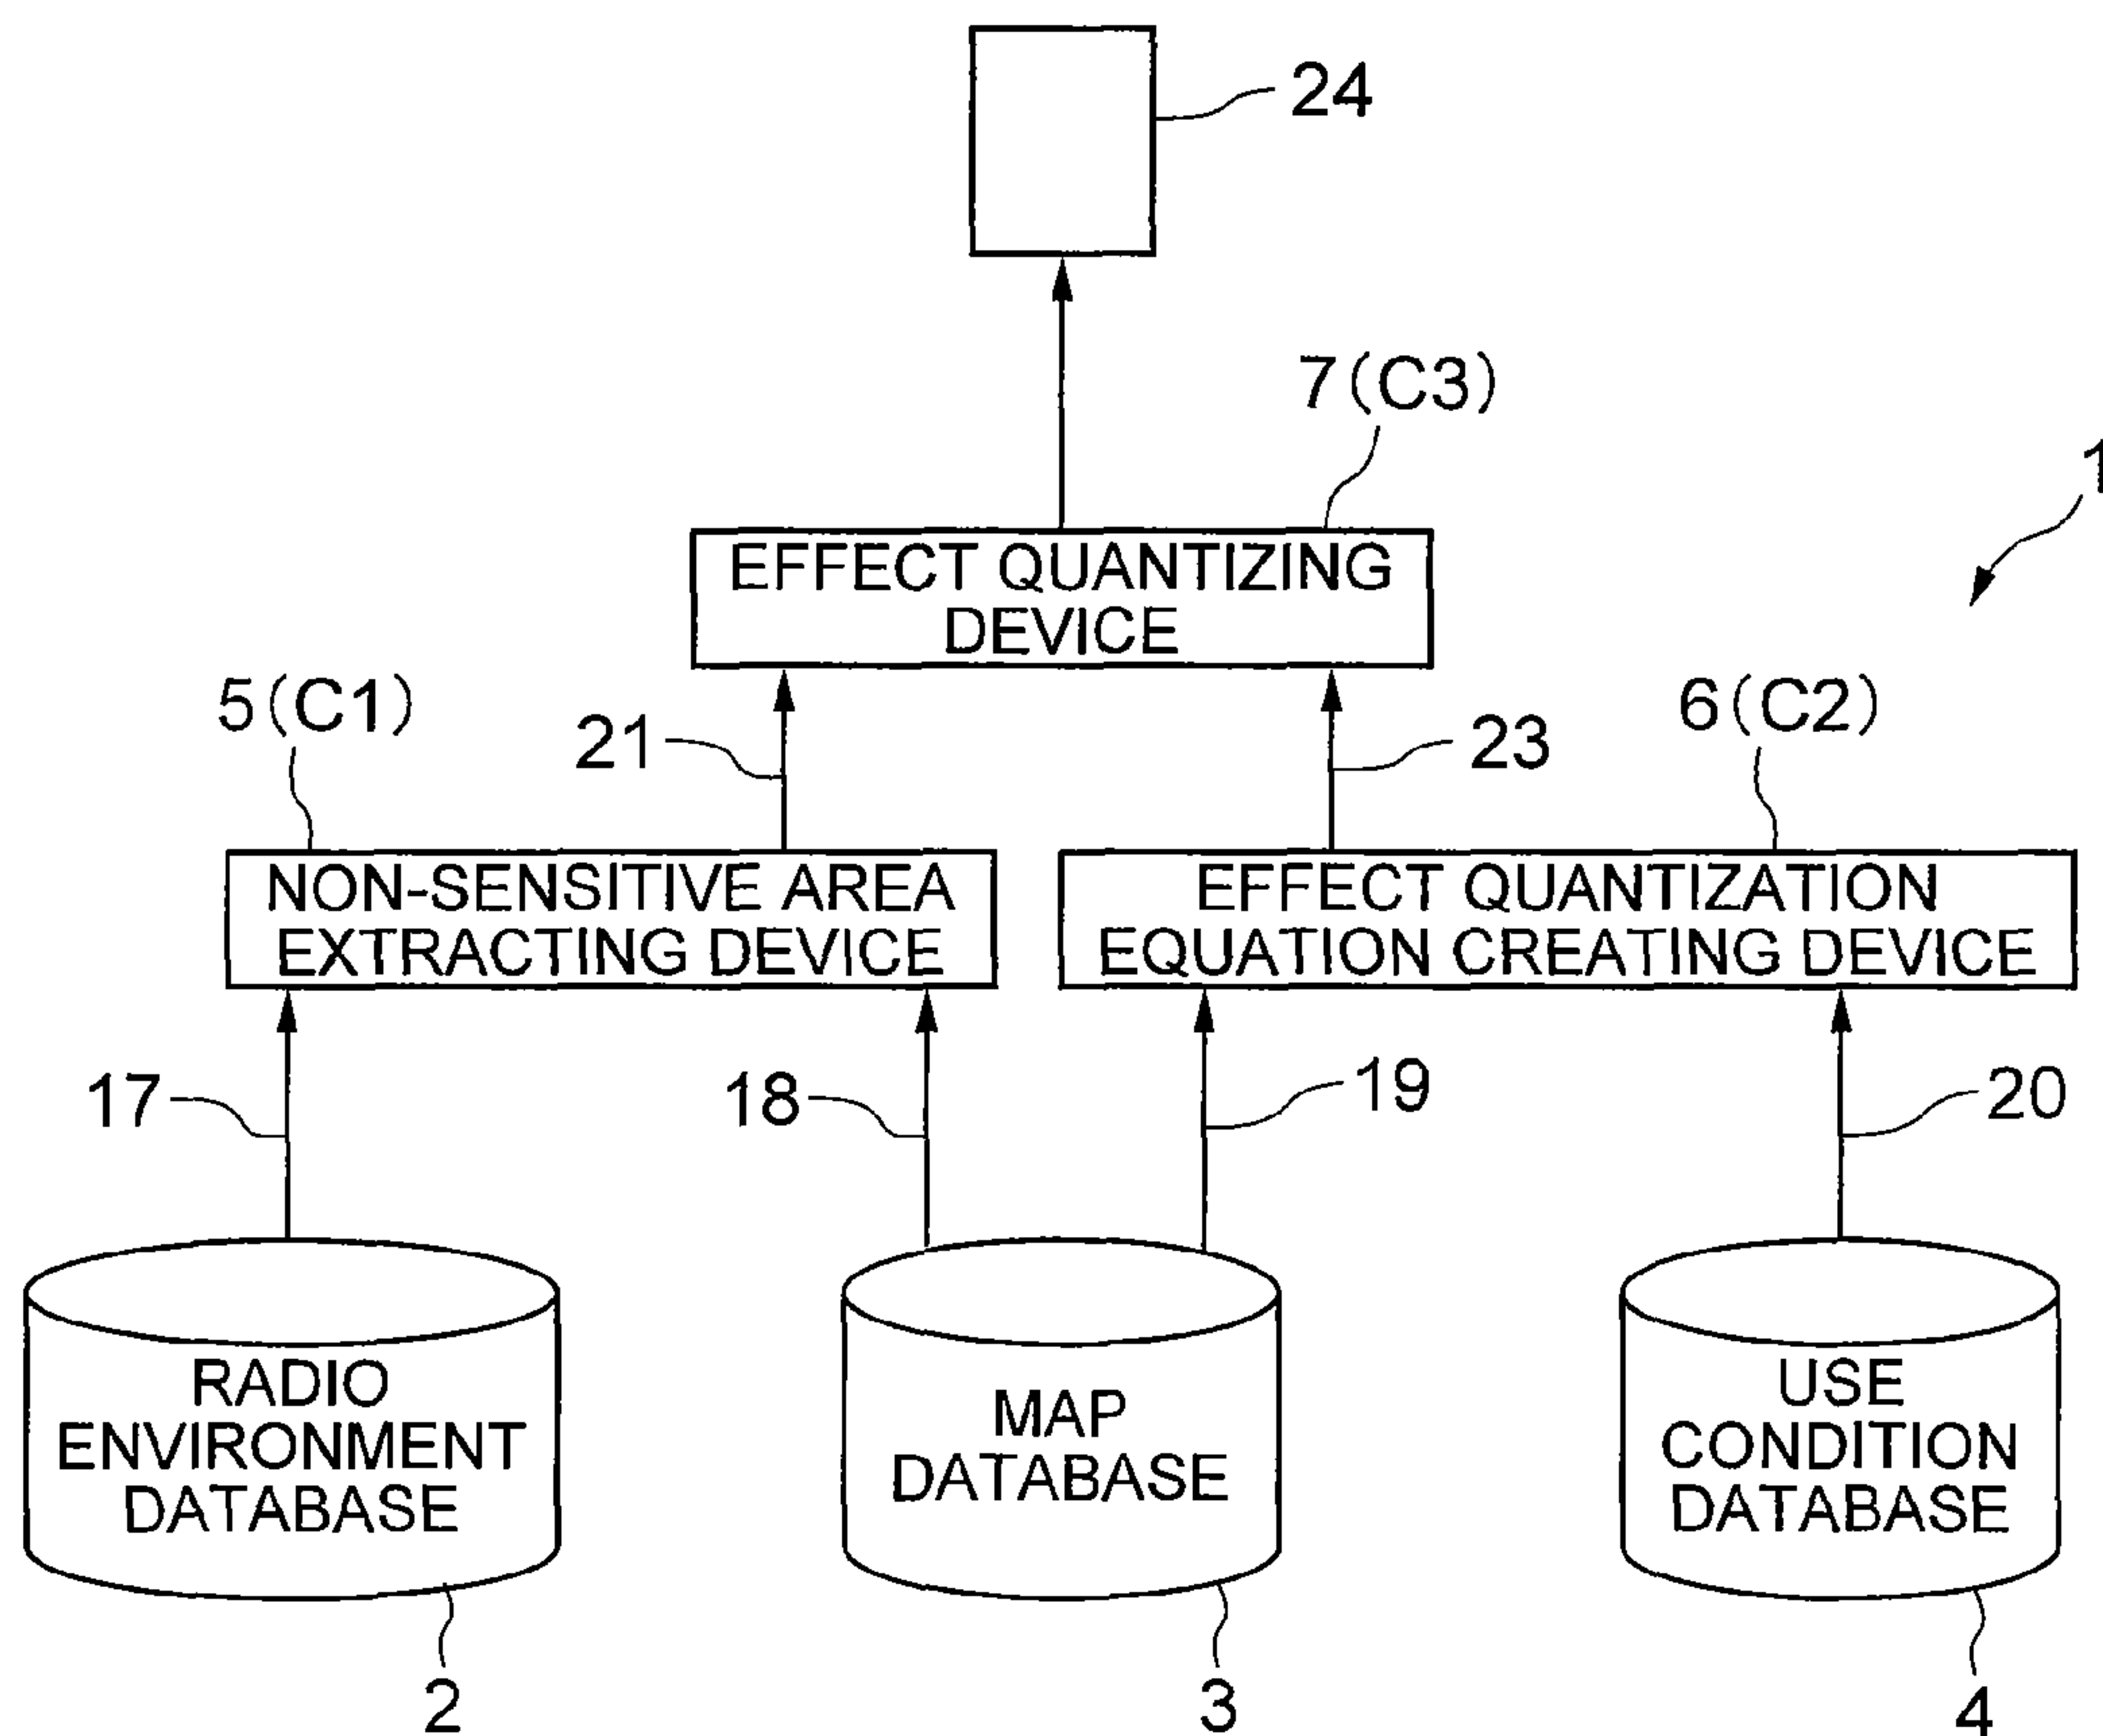 24
7(C3)
1
EFFECT QUANTIZING
DEVICE
5(C1)
21
23
6(C2)
NON-SENSITIVE AREA
EXTRACTING DEVICE
EFFECT QUANTIZATION
EQUATION CREATING DEVICE
17
18
19
20
RADIO
ENVIRONMENT
DATABASE
MAP
DATABASE
USE
CONDITION
DATABASE
2
3
4